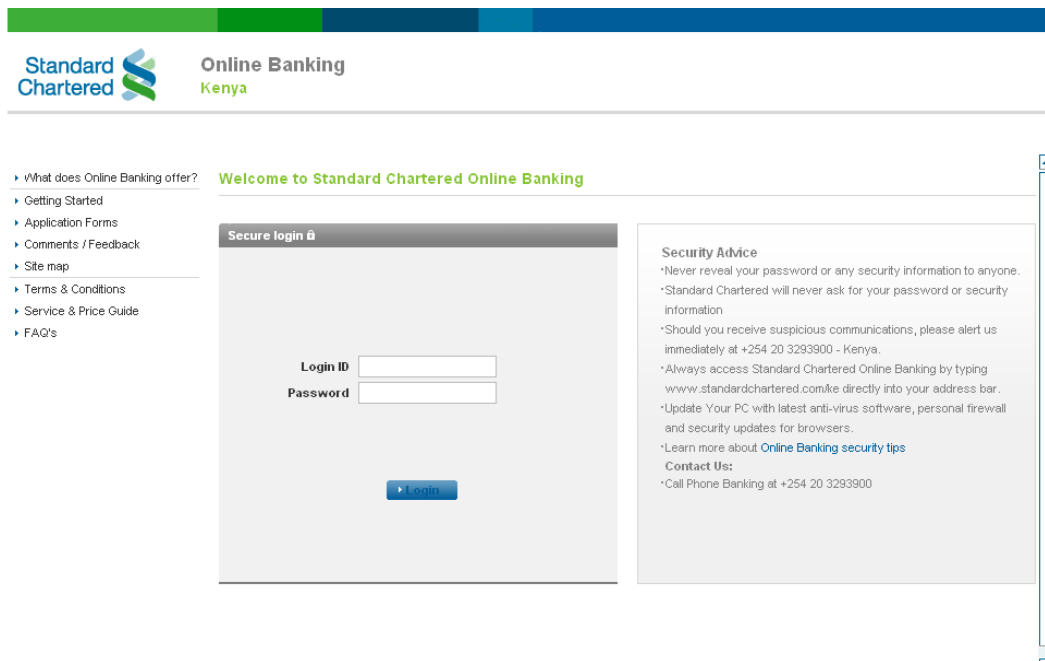 Standard
Chartered
Online Banking
Kenya
What does Online Banking offer?
Getting Started
Application Forms
Comments / Feedback
Site map
Terms & Conditions
Service & Price Guide
FAQ's
Welcome to Standard Chartered Online Banking
Secure login
Login ID
Password
Login
Security Advice
•Never reveal your password or any security information to anyone.
•Standard Chartered will never ask for your password or security
information
•Should you receive suspicious communications, please alert us
immediately at +254 20 3293900 - Kenya.
•Always access Standard Chartered Online Banking by typing
www.standardchartered.com/ke directly into your address bar.
•Update Your PC with latest anti-virus software, personal firewall
and security updates for browsers.
•Learn more about Online Banking security tips
Contact Us:
•Call Phone Banking at +254 20 3293900